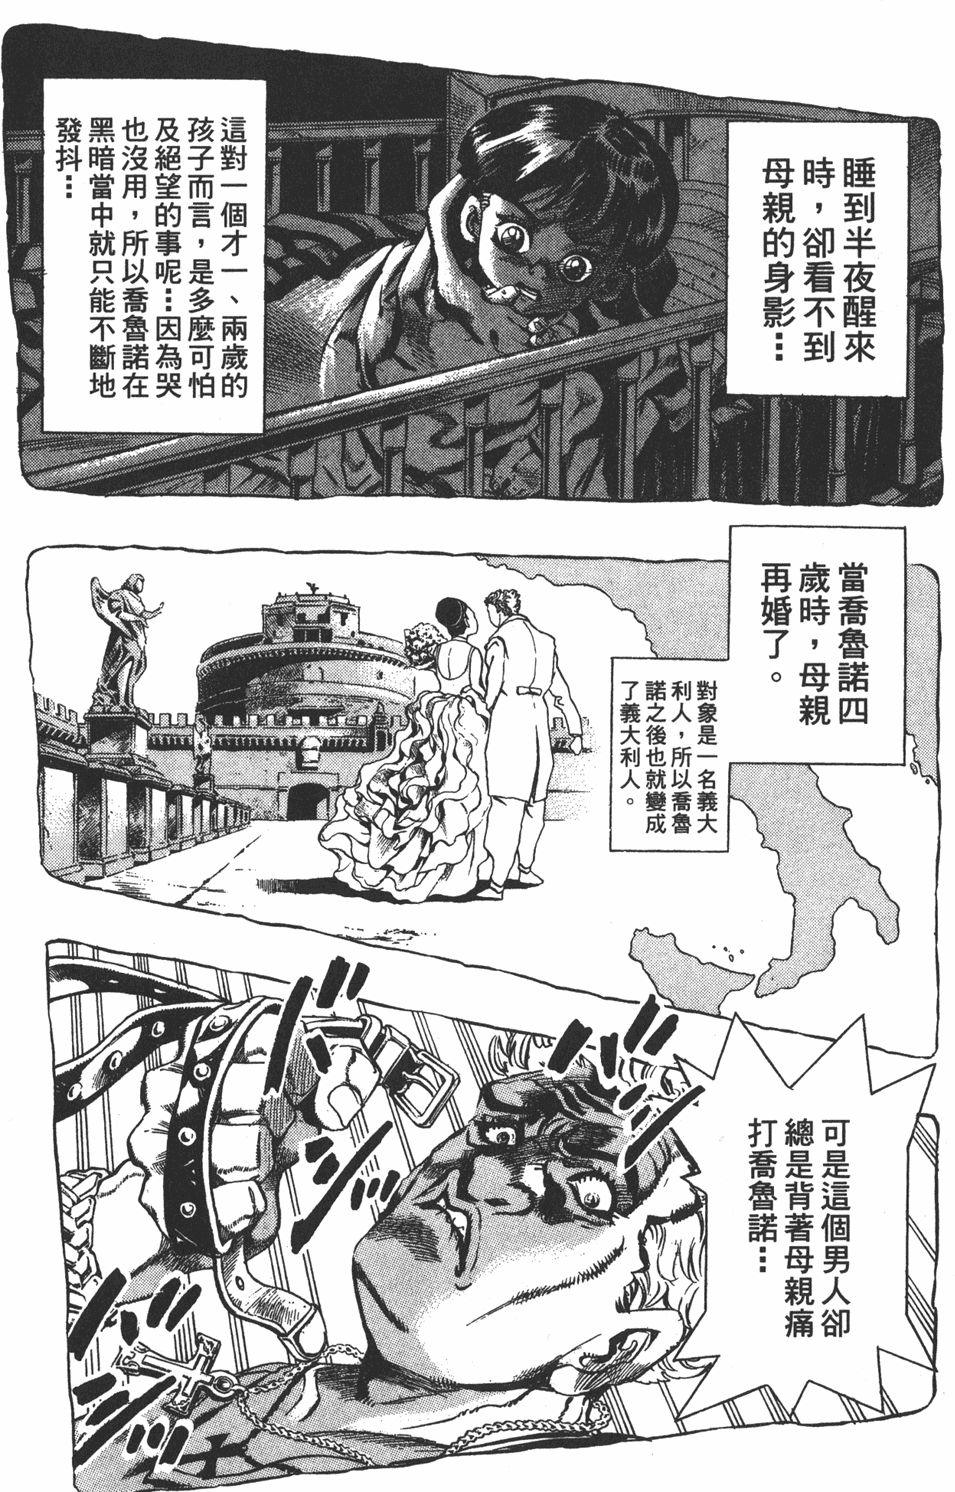 睡到半夜醒來
時，卻看不到
母親的身影…
這對一個才一、兩歲的
孩子而言，是多麼可怕
及絕望的事呢…因為哭
也沒用，所以喬魯諾在
黑暗當中就只能不斷地
發抖…
當喬魯諾四
歲時，母親
再婚了。
對象是一名義大
利人，所以喬魯
諾之後也就變成
了義大利人。
可是這個男人卻
總是背著母親痛
打喬魯諾…